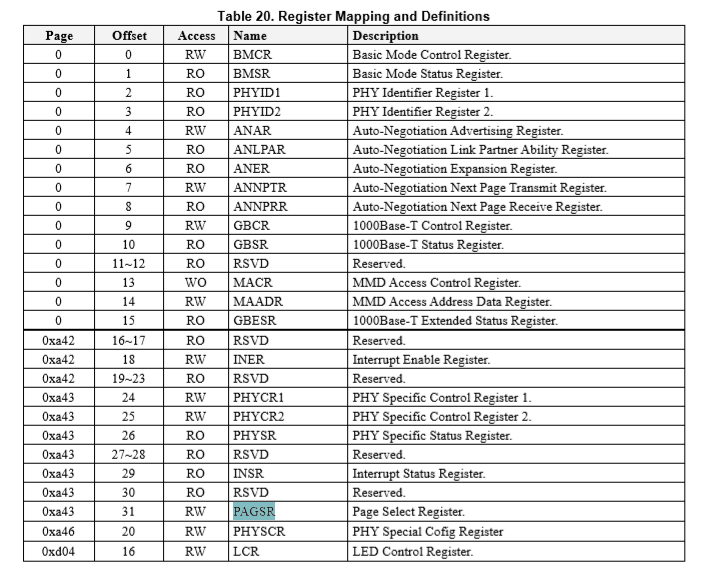 Table 20. Register Mapping and Definitions
Page Offset Access Name Description
0 0 RW BMCR Basic Mode Control Register.
0 1 RO BMSR Basic Mode Status Register.
0 2 RO PHYID1 PHY Identifier Register 1.
0 3 RO PHYID2 PHY Identifier Register 2.
0 4 RW ANAR Auto-Negotiation Advertising Register.
0 5 RO ANLPAR Auto-Negotiation Link Partner Ability Register.
0 6 RO ANER Auto-Negotiation Expansion Register.
0 7 RW ANNPTR Auto-Negotiation Next Page Transmit Register.
0 8 RO ANNPRR Auto-Negotiation Next Page Receive Register.
0 9 RW GBCR 1000Base-T Control Register.
0 10 RO GBSR 1000Base-T Status Register.
0 11~12 RO RSVD Reserved.
0 13 WO MACR MMD Access Control Register.
0 14 RW MAADR MMD Access Address Data Register.
0 15 RO GBESR 1000Base-T Extended Status Register.
0xa42 16~17 RO RSVD Reserved.
0xa42 18 RW INER Interrupt Enable Register.
0xa42 19~23 RO RSVD Reserved.
0xa43 24 RW PHYCR1 PHY Specific Control Register 1.
0xa43 25 RW PHYCR2 PHY Specific Control Register 2.
0xa43 26 RO PHYSR PHY Specific Status Register.
0xa43 27~28 RO RSVD Reserved.
0xa43 29 RO INSR Interrupt Status Register.
0xa43 30 RO RSVD Reserved.
0xa43 31 RW PAGSR Page Select Register.
0xa46 20 RW PHYSCR PHY Special Cofig Register
0xd04 16 RW LCR LED Control Register.